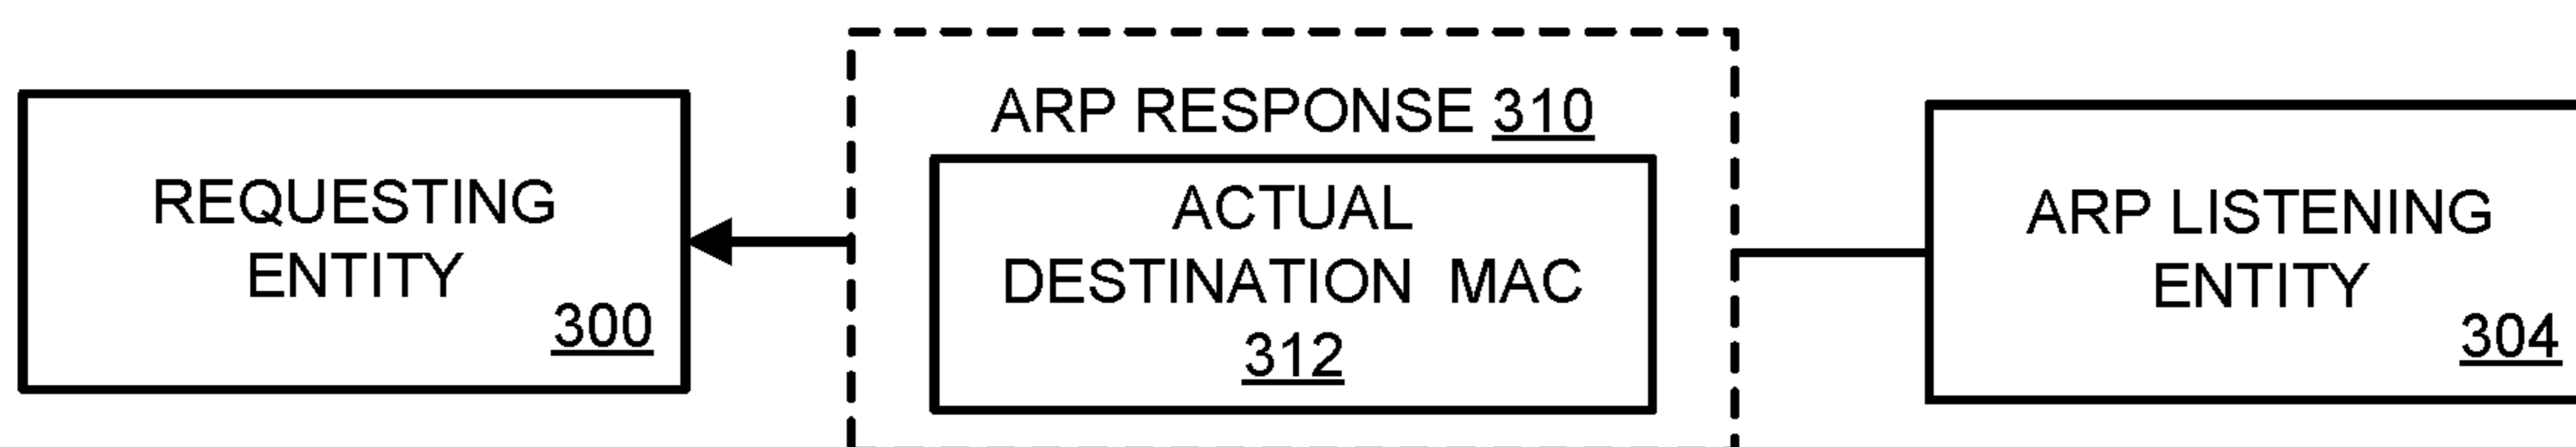 REQUESTING
ENTITY
300
ARP RESPONSE 310
ACTUAL
DESTINATION MAC
312
ARP LISTENING
ENTITY
304